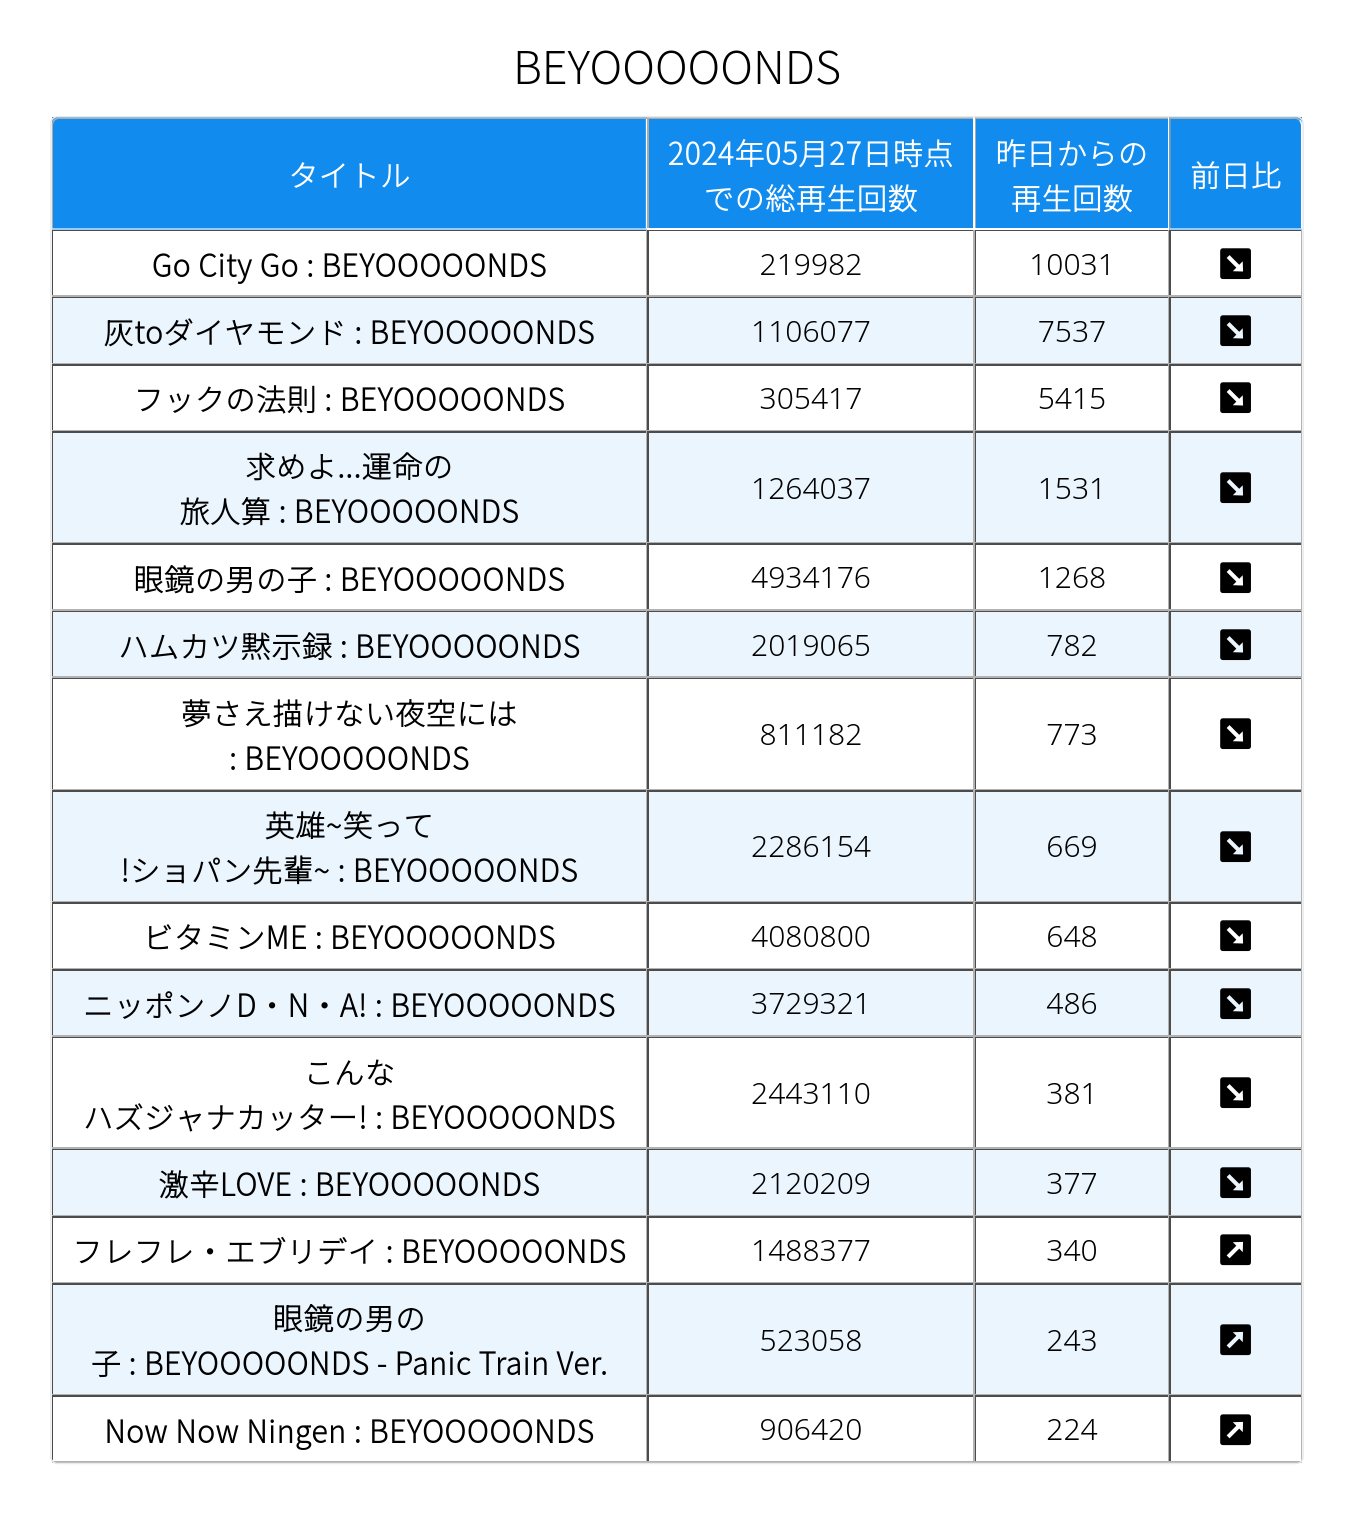 BEYOOOOONDS
タイトル
2024年05月27日時点
での総再生回数
昨日からの
再生回数
前日比
Go City Go : BEYOOOOONDS 219982 10031
灰toダイヤモンド : BEYOOOOONDS 1106077 7537
フックの法則 : BEYOOOOONDS 305417 5415
求めよ...運命の
旅人算 : BEYOOOOONDS 1264037 1531
眼鏡の男の子 : BEYOOOOONDS 4934176 1268
ハムカツ黙示録 : BEYOOOOONDS 2019065 782
夢さえ描けない夜空には
: BEYOOOOONDS 811182 773
英雄~笑って
!ショパン先輩~ : BEYOOOOONDS 2286154 669
ビタミンME : BEYOOOOONDS 4080800 648
ニッポンノD・N・A! : BEYOOOOONDS 3729321 486
こんな
ハズジャナカッター! : BEYOOOOONDS 2443110 381
激辛LOVE : BEYOOOOONDS 2120209 377
フレフレ・エブリデイ : BEYOOOOONDS 1488377 340
眼鏡の男の
子 : BEYOOOOONDS - Panic Train Ver. 523058 243
Now Now Ningen : BEYOOOOONDS 906420 224